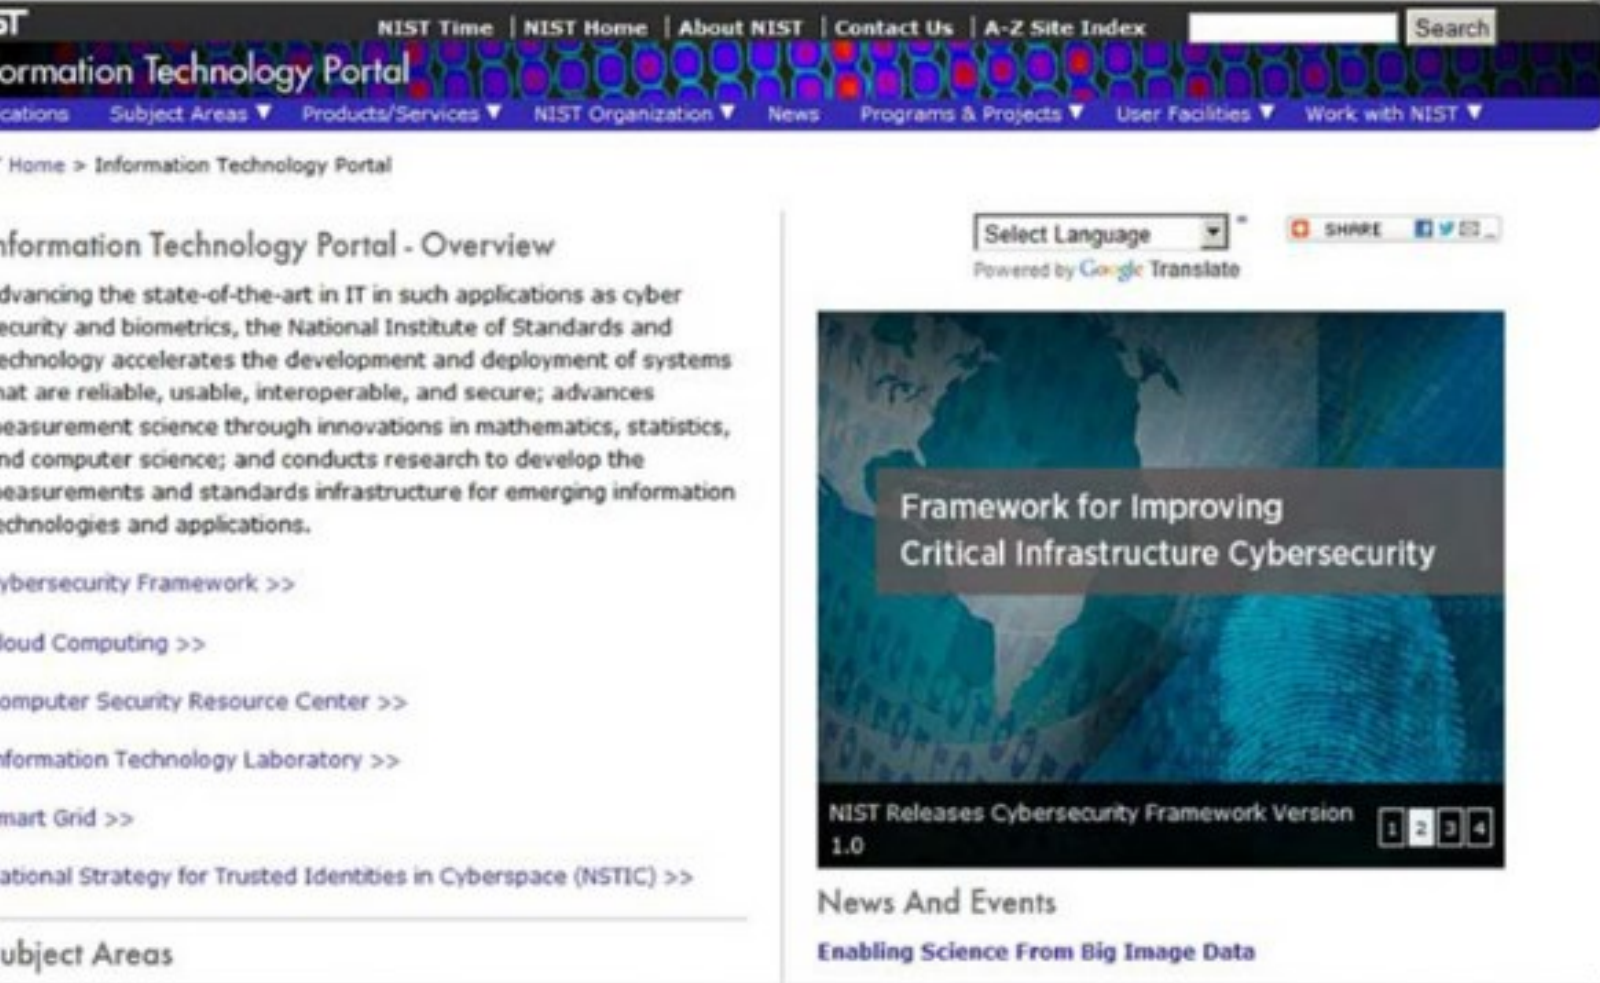 ST
NIST Time | NIST Home | About NIST | Contact Us | A-Z Site Index
Search
ormation Technology Portal
cations Subject Areas ▼ Products/Services ▼ NIST Organization ▼ News Programs & Projects ▼ User Facilities ▼ Work with NIST ▼
Home > Information Technology Portal
nformation Technology Portal - Overview
dvancing the state-of-the-art in IT in such applications as cyber
ecurity and biometrics, the National Institute of Standards and
echnology accelerates the development and deployment of systems
hat are reliable, usable, interoperable, and secure; advances
easurement science through innovations in mathematics, statistics,
nd computer science; and conducts research to develop the
easurements and standards infrastructure for emerging information
echnologies and applications.
ybersecurity Framework >>
loud Computing >>
omputer Security Resource Center >>
nformation Technology Laboratory >>
mart Grid >>
ational Strategy for Trusted Identities in Cyberspace (NSTIC) >>
ubject Areas
Select Language
Powered by Google Translate
SHARE
Framework for Improving
Critical Infrastructure Cybersecurity
NIST Releases Cybersecurity Framework Version
1.0
1 2 3 4
News And Events
Enabling Science From Big Image Data